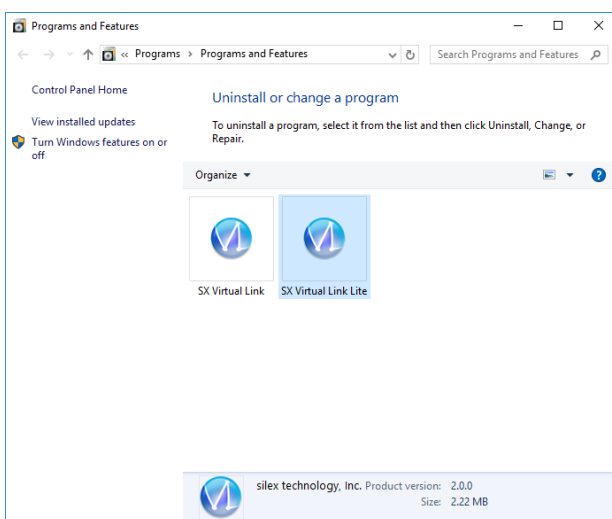 Programs and Features
« Programs > Programs and Features
Search Programs and Features
Control Panel Home
View installed updates
Turn Windows features on or
off
Uninstall or change a program
To uninstall a program, select it from the list and then click Uninstall, Change, or
Repair.
Organize
SX Virtual Link
SX Virtual Link Lite
silex technology, Inc. Product version: 2.0.0
Size: 2.22 MB